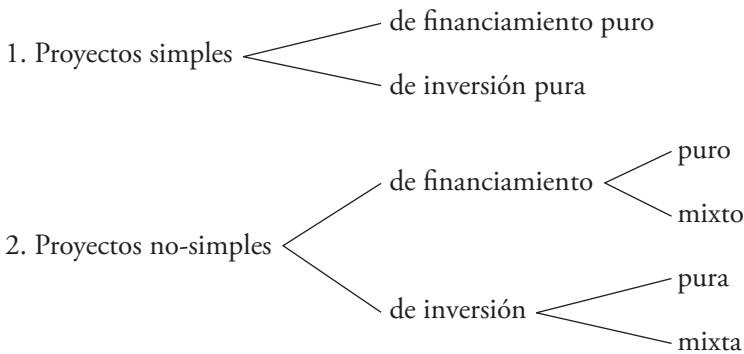 de financiamiento puro
1. Proyectos simples
de inversión pura
puro
de financiamiento
mixto
2. Proyectos no-simples
pura
de inversión
mixta